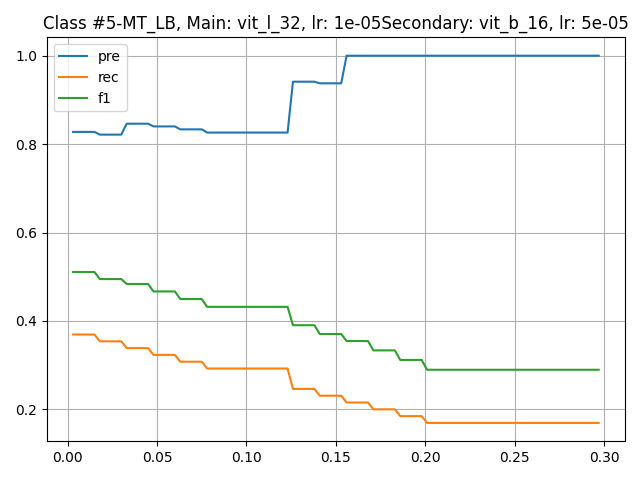 Class #5-MT_LB, Main: vit_l_32, lr: 1e-05Secondary: vit_b_16, lr: 5e-05
pre
rec
f1
1.0
0.8
0.6
0.4
0.2
0.00 0.05 0.10 0.15 0.20 0.25 0.30